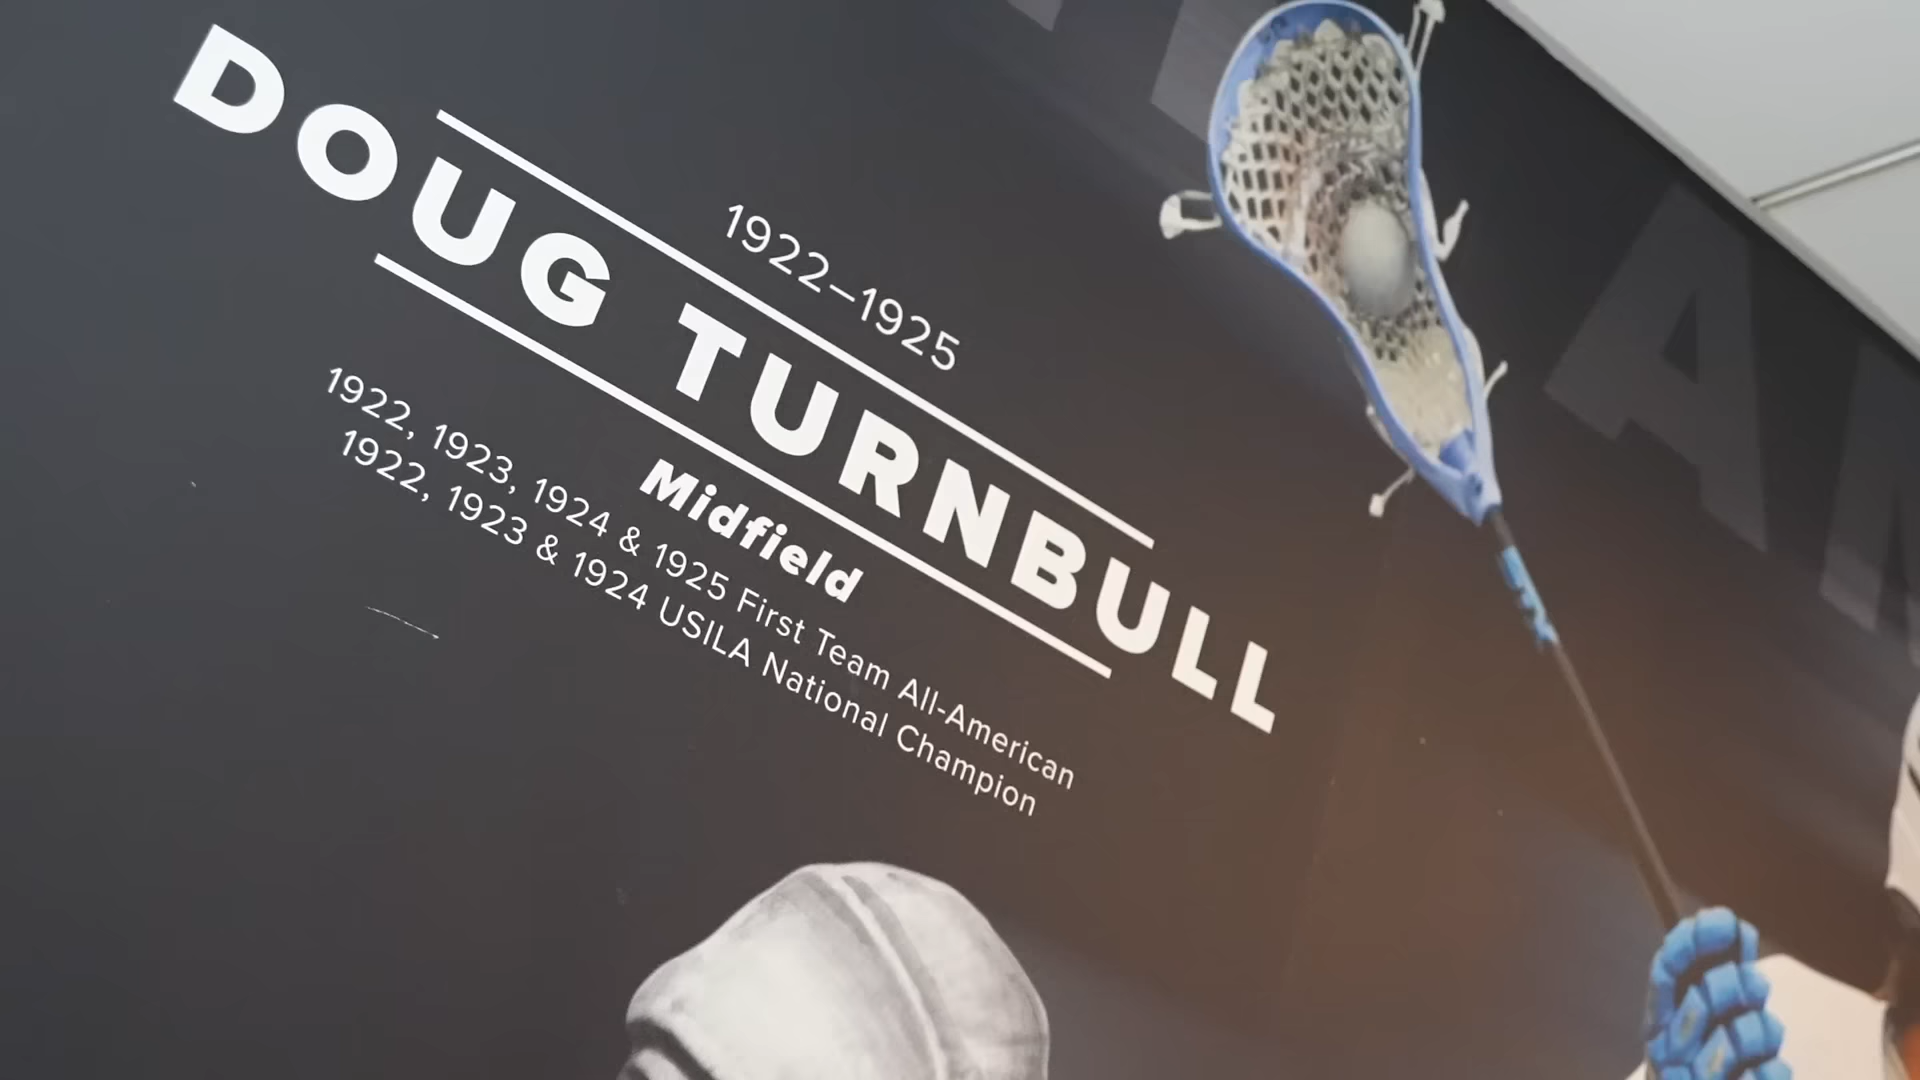 1922–1925
DOUG TURNBULL
Midfield
1922, 1923, 1924 & 1925 First Team All-American
1922, 1923 & 1924 USILA National Champion